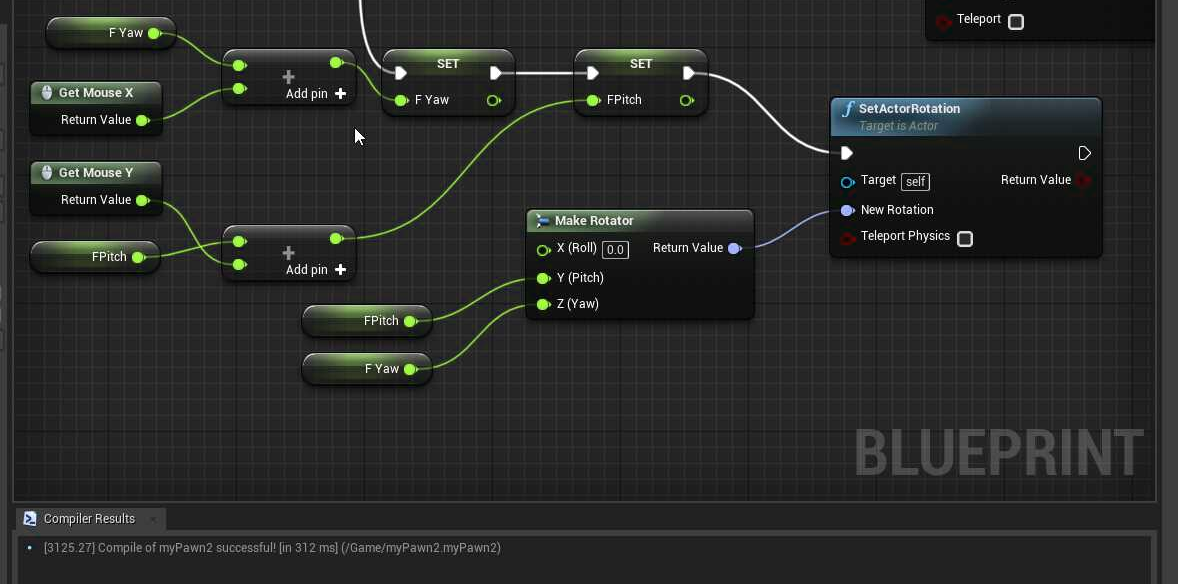 Teleport
F Yaw
SET
SET
Get Mouse X
Add pin +
F Yaw
FPitch
Return Value
SetActorRotation
Target is Actor
Get Mouse Y
Return Value
Target self
Return Value
New Rotation
Make Rotator
Teleport Physics
FPitch
X (Roll) 0.0
Return Value
Add pin +
Y (Pitch)
Z (Yaw)
FPitch
F Yaw
BLUEPRINT
Compiler Results
[3125.27] Compile of myPawn2 successful! [in 312 ms] (/Game/myPawn2.myPawn2)